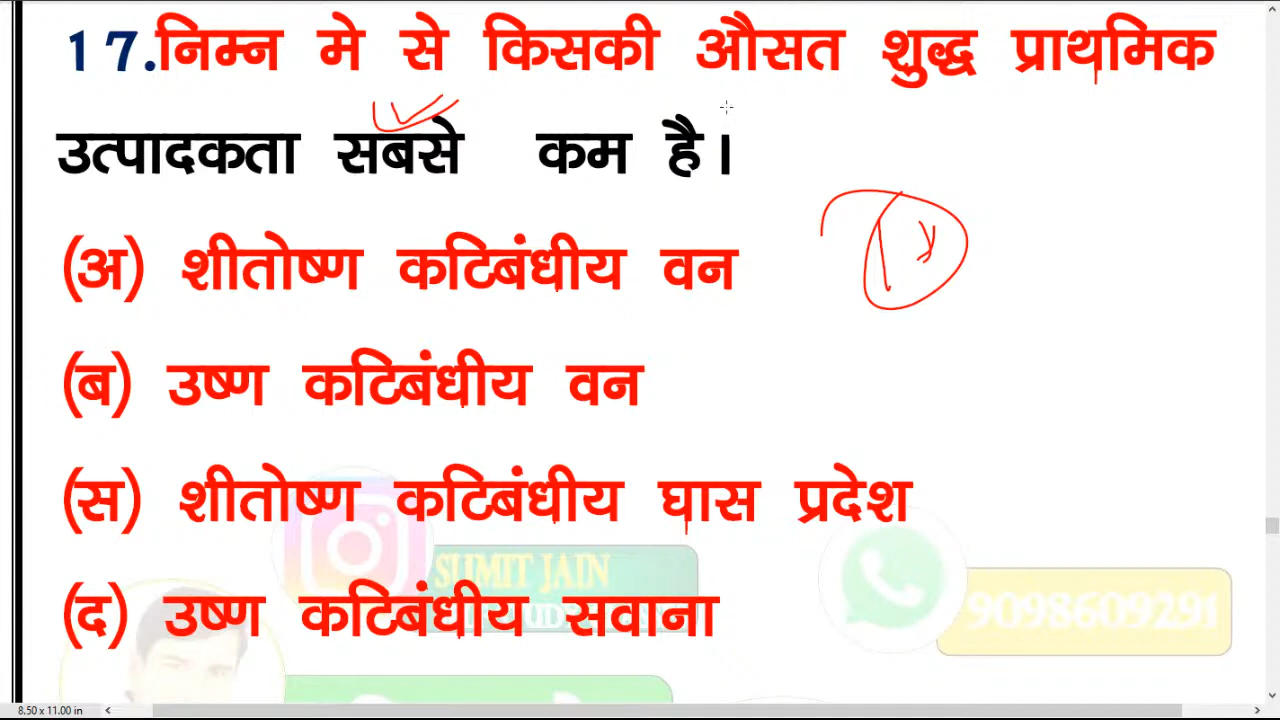 17.निम्न मे से किसकी औसत शुद्ध प्राथमिक
उत्पादकता सबसे कम है।
(अ) शीतोष्ण कटिबंधीय वन
(ब) उष्ण कटिबंधीय वन
(स) शीतोष्ण कटिबंधीय घास प्रदेश
SUMIT JAIN
(द) उष्ण कटिबंधीय सवाना
9098609291
8.50 x 11.00 in